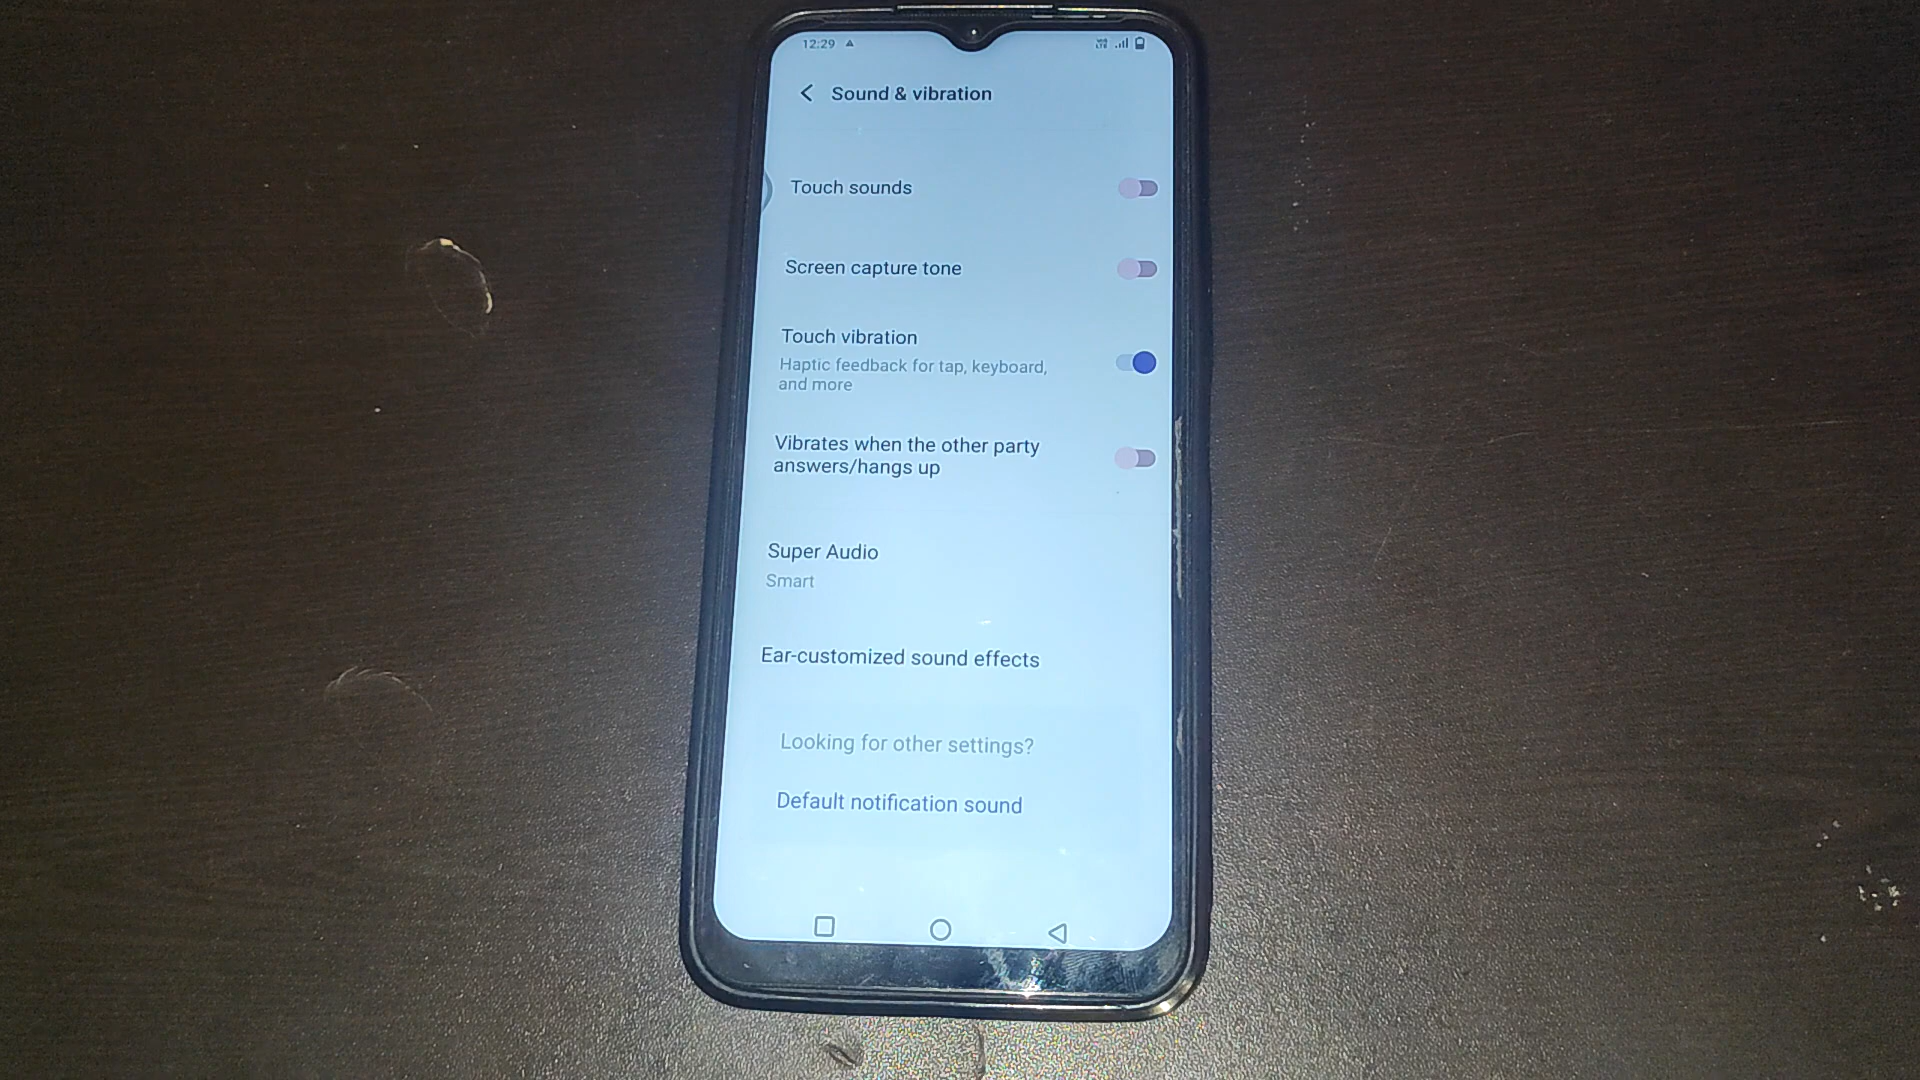 12:29
Sound & vibration
Touch sounds
Screen capture tone
Touch vibration
Haptic feedback for tap, keyboard,
and more
Vibrates when the other party
answers/hangs up
Super Audio
Smart
Ear-customized sound effects
Looking for other settings?
Default notification sound